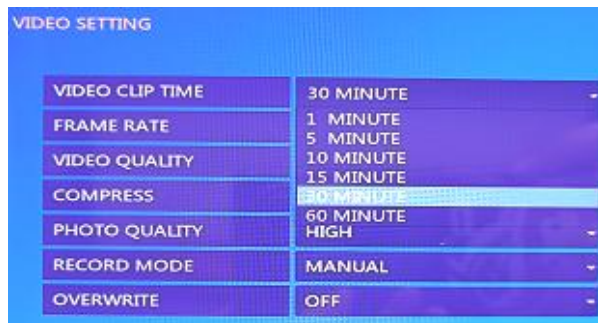 VIDEO SETTING
VIDEO CLIP TIME 30 MINUTE
FRAME RATE 1 MINUTE
5 MINUTE
VIDEO QUALITY 10 MINUTE
15 MINUTE
COMPRESS 30 MINUTE
60 MINUTE
PHOTO QUALITY HIGH
RECORD MODE MANUAL
OVERWRITE OFF